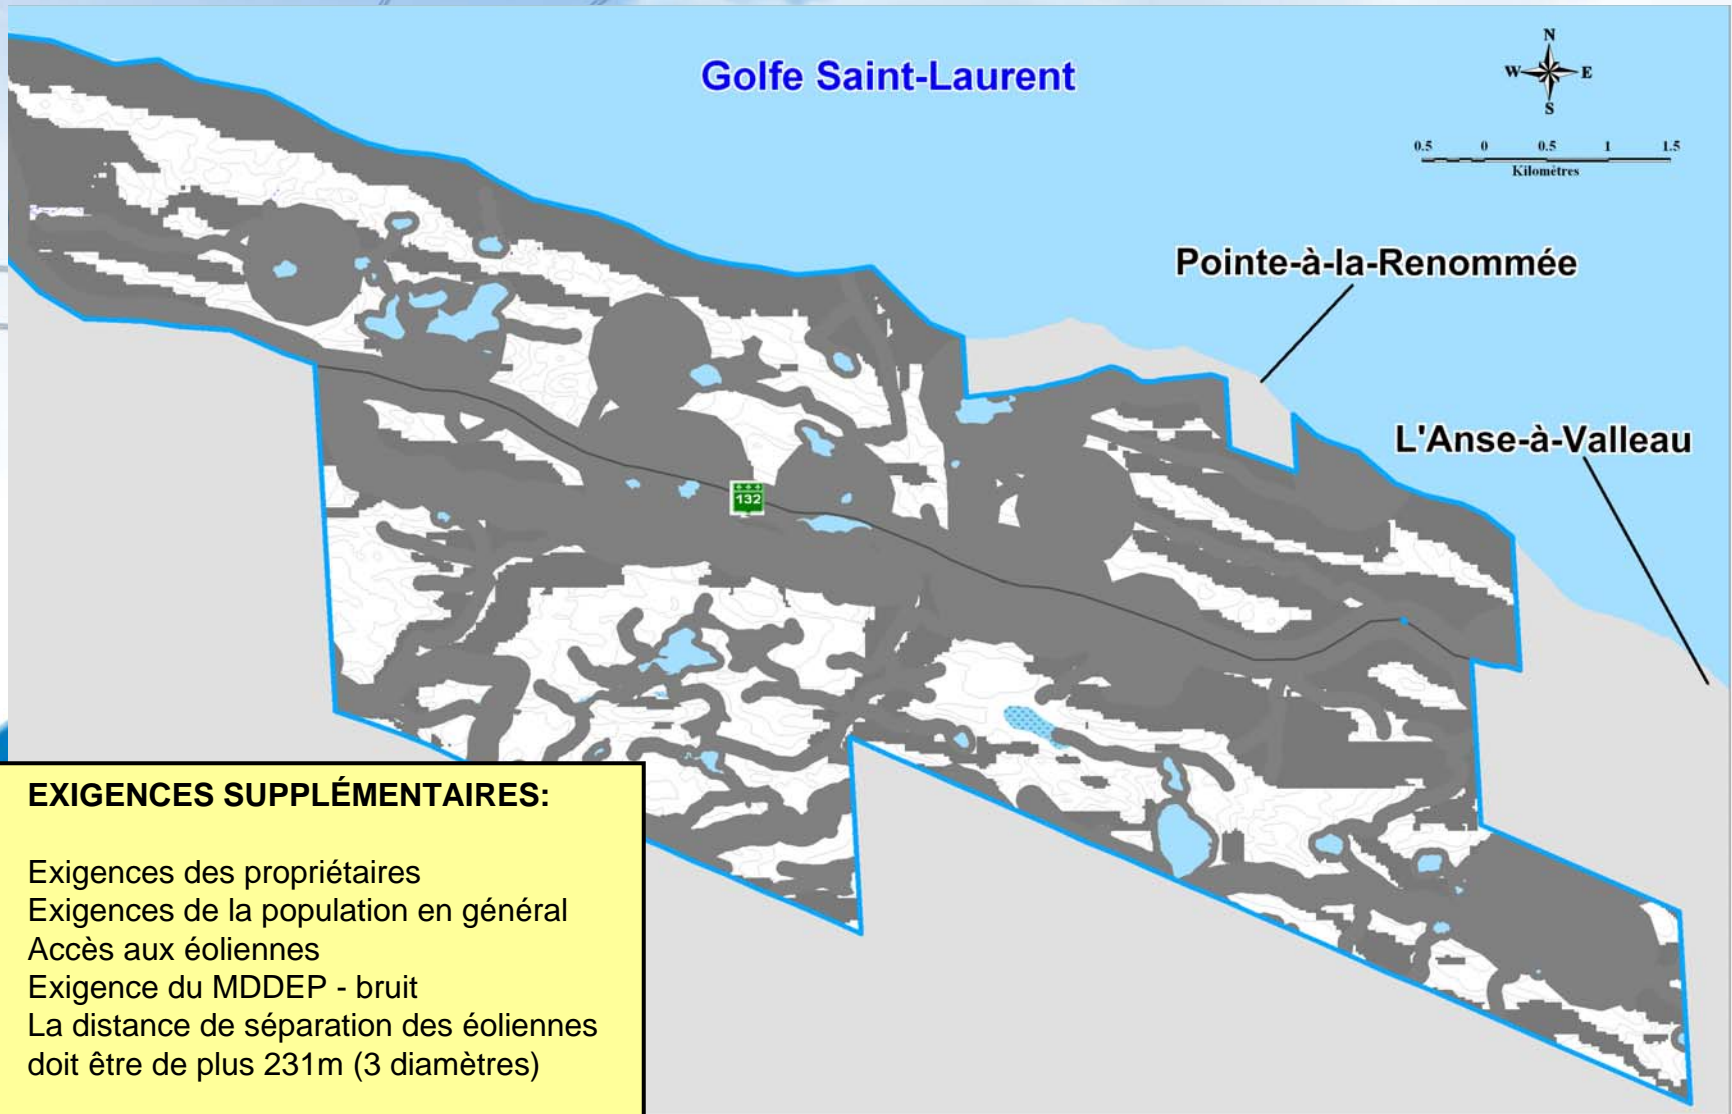 Golfe Saint-Laurent
N
W E
S
0.5 0 0.5 1 1.5
Kilomètres
Pointe-à-la-Renommée
L'Anse-à-Valleau
132
EXIGENCES SUPPLÉMENTAIRES:
Exigences des propriétaires
Exigences de la population en général
Accès aux éoliennes
Exigence du MDDEP - bruit
La distance de séparation des éoliennes
doit être de plus 231m (3 diamètres)